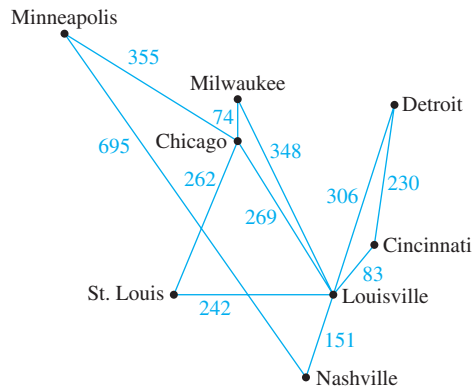 Minneapolis
355
Milwaukee
74
Detroit
Chicago
695
348
262
306
230
269
Cincinnati
83
St. Louis
242
Louisville
151
Nashville